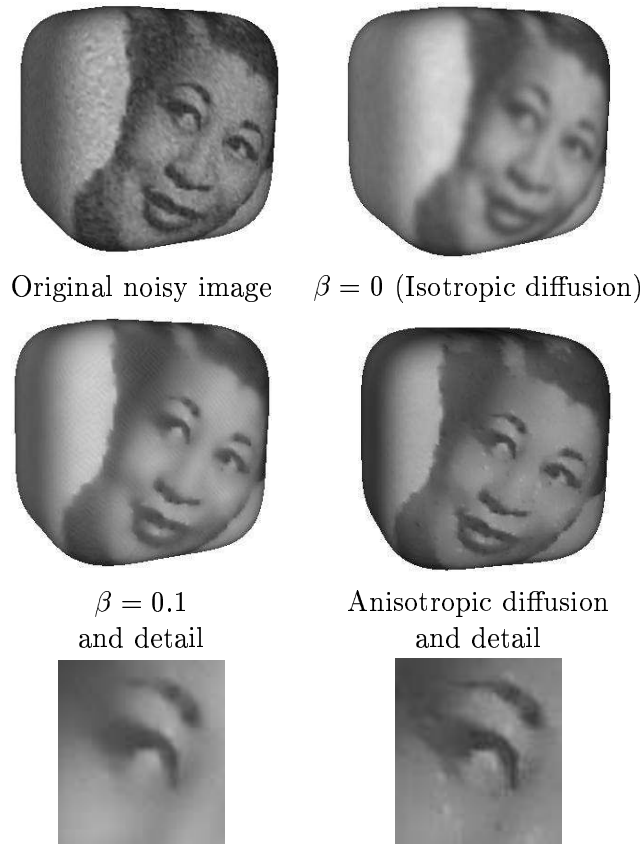 Original noisy image
β = 0 (Isotropic diffusion)
β = 0.1
and detail
Anisotropic diffusion
and detail